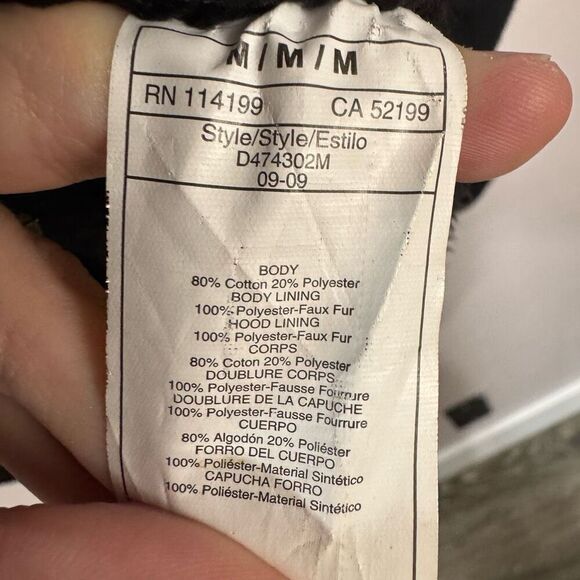 M/M/M
RN 114199 CA 52199
Style/Style/Estilo
D474302M
09-09
BODY
80% Cotton 20% Polyester
BODY LINING
100% Polyester-Faux Fur
HOOD LINING
100% Polyester-Faux Fur
CORPS
80% Coton 20% Polyester
DOUBLURE CORPS
100% Polyester-Fausse Fourrure
DOUBLURE DE LA CAPUCHE
100% Polyester-Fausse Fourrure
CUERPO
80% Algodón 20% Poliéster
FORRO DEL CUERPO
100% Poliéster-Material Sintético
CAPUCHA FORRO
100% Poliéster-Material Sintético